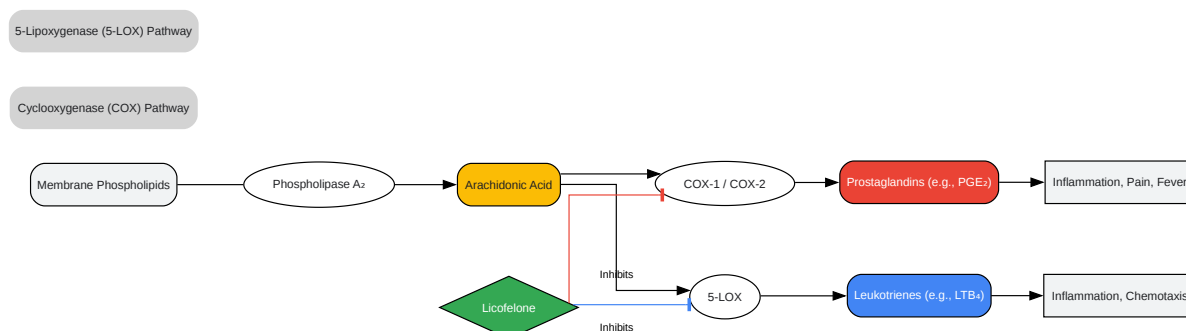 5-Lipoxygenase (5-LOX) Pathway
Cyclooxygenase (COX) Pathway
Membrane Phospholipids
Phospholipase A₂
Arachidonic Acid
COX-1 / COX-2
Prostaglandins (e.g., PGE₂)
Inflammation, Pain, Fever
Inhibits
Licofelone
5-LOX
Leukotrienes (e.g., LTB₄)
Inflammation, Chemotaxis
Inhibits